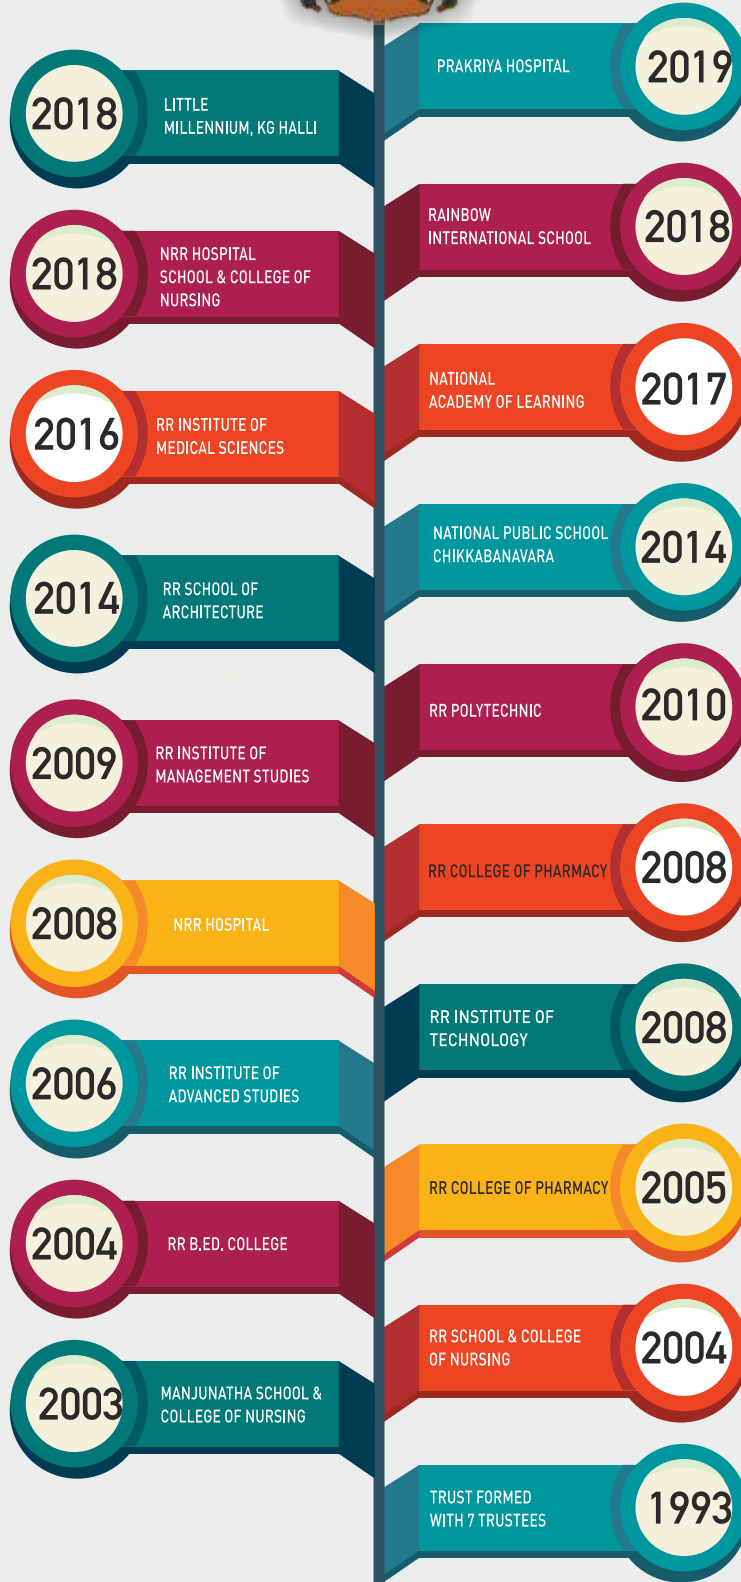 2019
PRAKRIYA HOSPITAL
2018
LITTLE
MILLENNIUM, KG HALLI
2018
RAINBOW
INTERNATIONAL SCHOOL
2018
NRR HOSPITAL
SCHOOL & COLLEGE OF
NURSING
2017
NATIONAL
ACADEMY OF LEARNING
2016
RR INSTITUTE OF
MEDICAL SCIENCES
2014
NATIONAL PUBLIC SCHOOL
CHIKKABANAVARA
2014
RR SCHOOL OF
ARCHITECTURE
2010
RR POLYTECHNIC
2009
RR INSTITUTE OF
MANAGEMENT STUDIES
2008
RR COLLEGE OF PHARMACY
2008
NRR HOSPITAL
2008
RR INSTITUTE OF
TECHNOLOGY
2006
RR INSTITUTE OF
ADVANCED STUDIES
2005
RR COLLEGE OF PHARMACY
2004
RR B.ED. COLLEGE
2004
RR SCHOOL & COLLEGE
OF NURSING
2003
MANJUNATHA SCHOOL &
COLLEGE OF NURSING
1993
TRUST FORMED
WITH 7 TRUSTEES